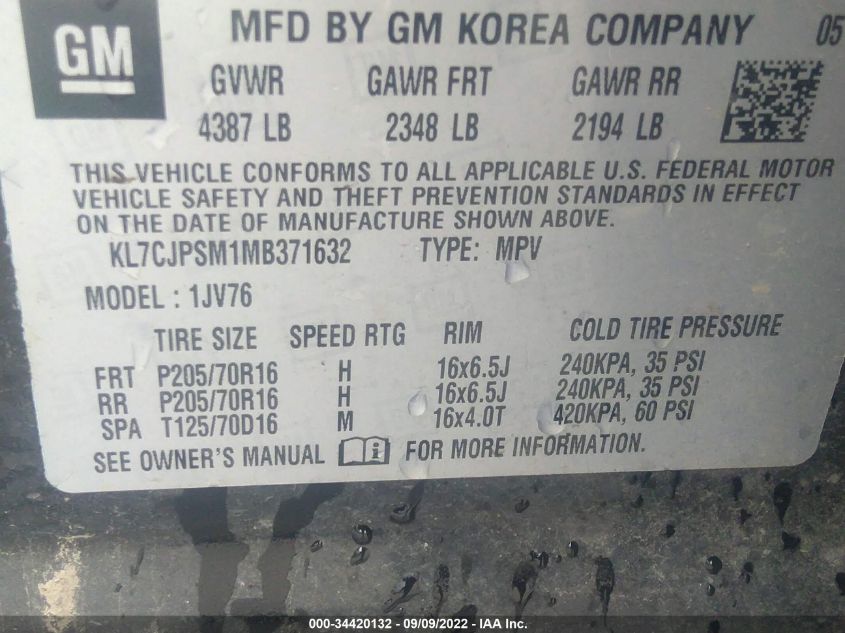 GM
MFD BY GM KOREA COMPANY 05
GVWR GAWR FRT GAWR RR
4387 LB 2348 LB 2194 LB
THIS VEHICLE CONFORMS TO ALL APPLICABLE U.S. FEDERAL MOTOR
VEHICLE SAFETY AND THEFT PREVENTION STANDARDS IN EFFECT
ON THE DATE OF MANUFACTURE SHOWN ABOVE.
KL7CJPSM1MB371632 TYPE: MPV
MODEL : 1JV76
TIRE SIZE SPEED RTG RIM COLD TIRE PRESSURE
FRT P205/70R16 H 16x6.5J 240KPA, 35 PSI
RR P205/70R16 H 16x6.5J 240KPA, 35 PSI
SPA T125/70D16 M 16x4.0T 420KPA, 60 PSI
SEE OWNER'S MANUAL i FOR MORE INFORMATION.
000-34420132 - 09/09/2022 - IAA Inc.